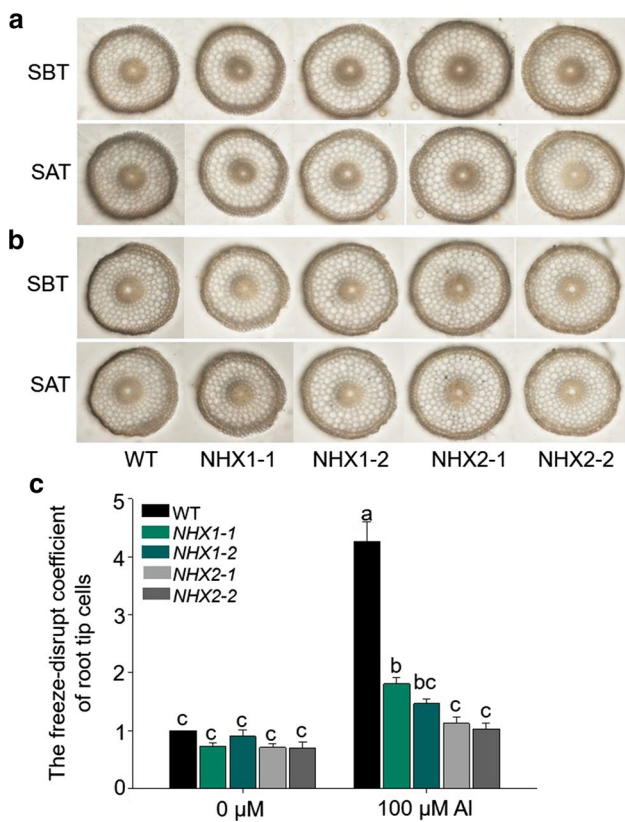 a
SBT
SAT
b
SBT
SAT
WT NHX1-1 NHX1-2 NHX2-1 NHX2-2
c
The freeze-disrupt coefficient
of root tip cells
5
4
3
2
1
0
WT
NHX1-1
NHX1-2
NHX2-1
NHX2-2
c c c c c
a
b
bc
c c
0 µM 100 µM Al